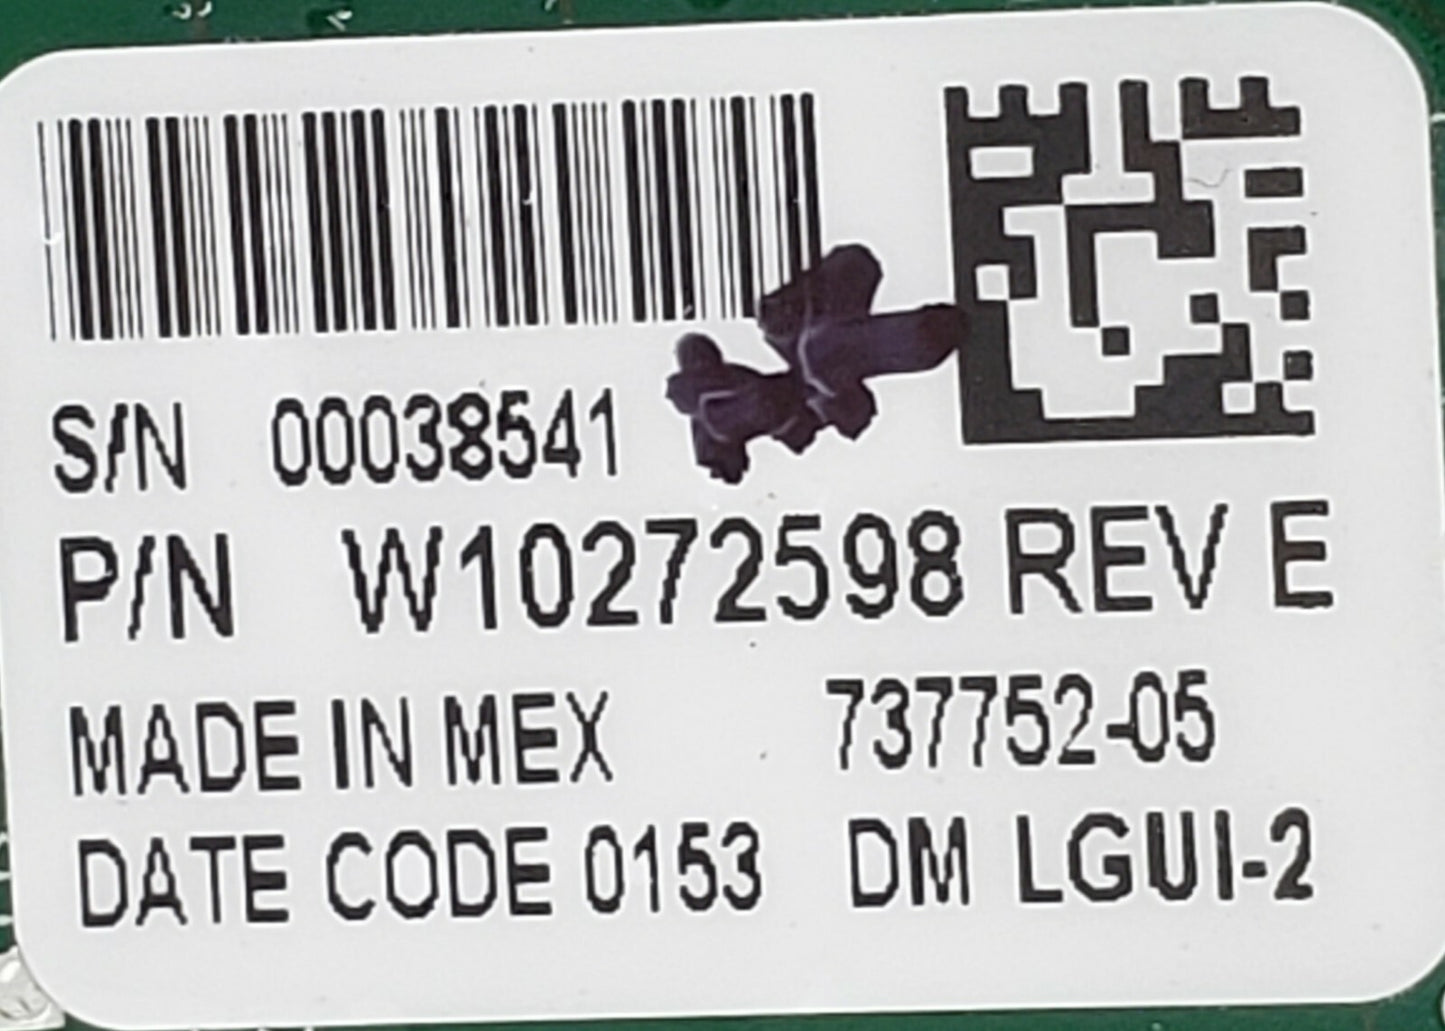 S/N 00038541
P/N W10272598 REV E
MADE IN MEX 737752-05
DATE CODE 0153 DM LGUI-2